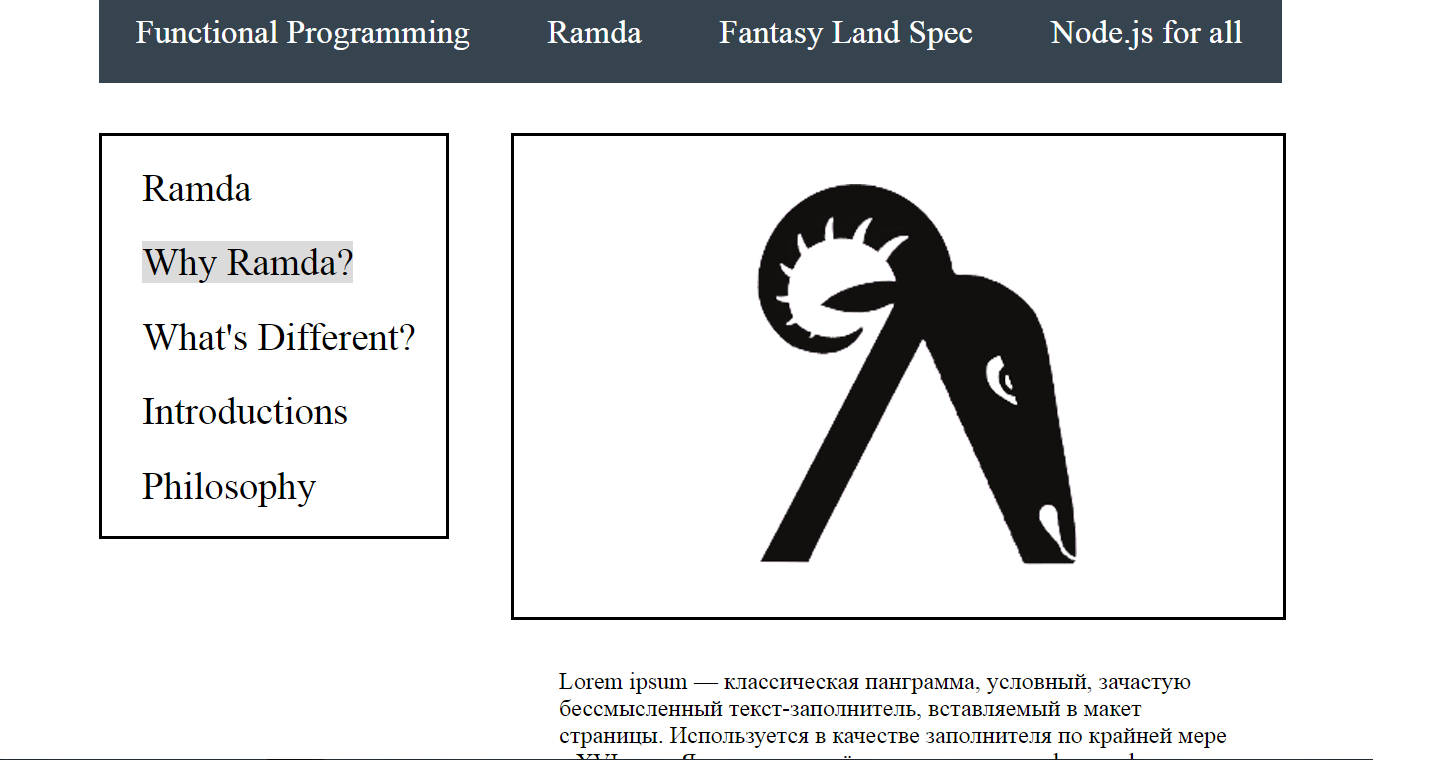 Functional Programming Ramda Fantasy Land Spec Node.js for all
Ramda
Why Ramda?
What's Different?
Introductions
Philosophy
Lorem ipsum — классическая панграмма, условный, зачастую
бессмысленный текст-заполнитель, вставляемый в макет
страницы. Используется в качестве заполнителя по крайней мере